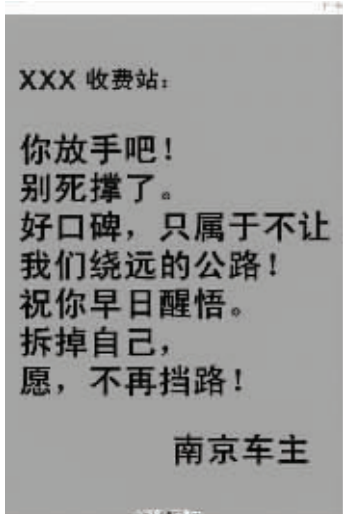 XXX 收费站：
你放手吧！
别死撑了。
好口碑，只属于不让
我们绕远的公路！
祝你早日醒悟。
拆掉自己，
愿，不再挡路！
南京车主